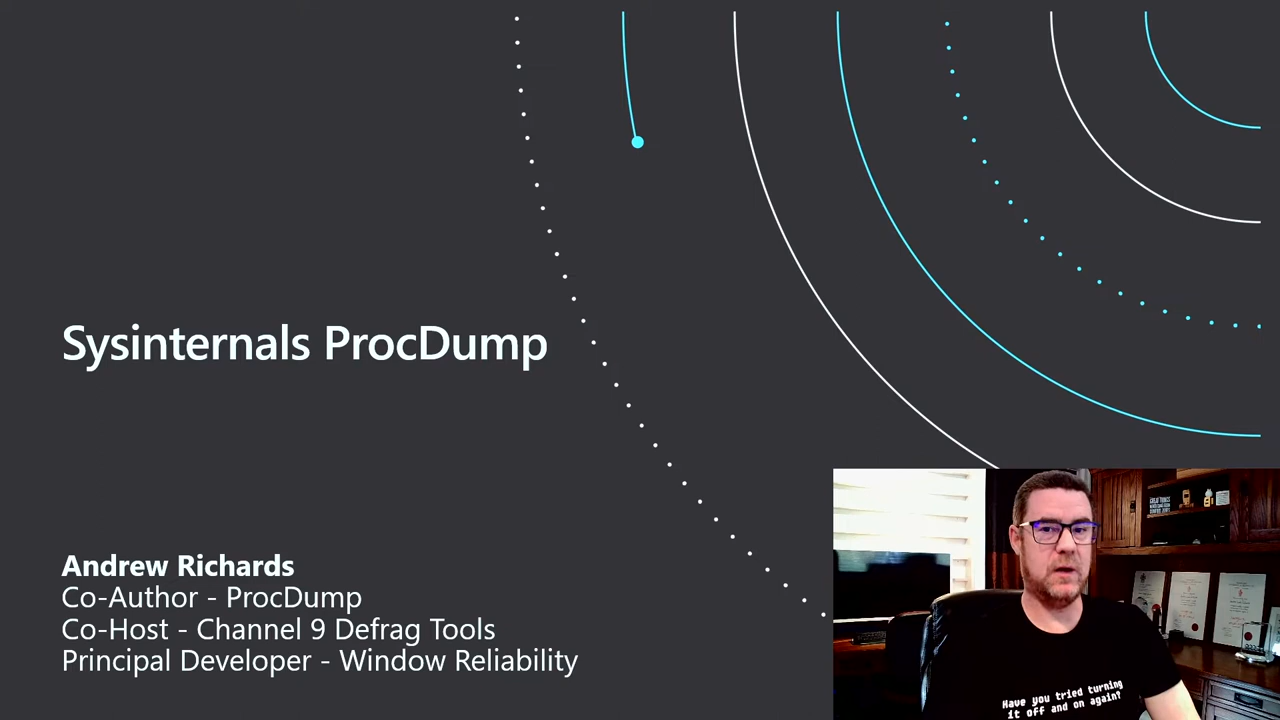 Sysinternals ProcDump
Andrew Richards
Co-Author - ProcDump
Co-Host - Channel 9 Defrag Tools
Principal Developer - Window Reliability
Have you tried turning
it off and on again?